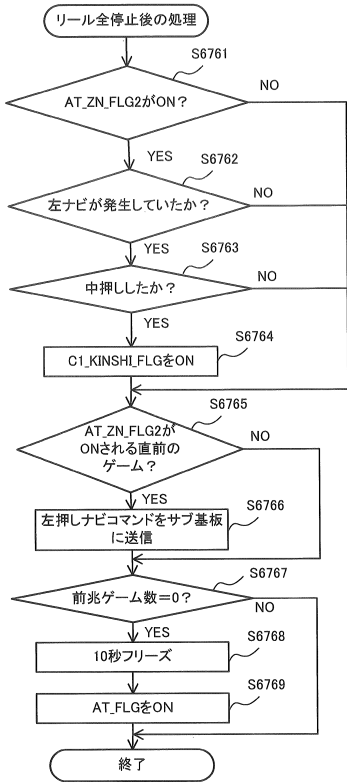 リール全停止後の処理
S6761
AT_ZN_FLG2がON？
NO
YES
S6762
左ナビが発生していたか？
NO
YES
S6763
中押ししたか？
NO
YES
S6764
C1_KINSHI_FLGをON
S6765
AT_ZN_FLG2が
ONされる直前の
ゲーム？
NO
YES
S6766
左押しナビコマンドをサブ基板
に送信
S6767
前兆ゲーム数＝0？
NO
YES
S6768
10秒フリーズ
S6769
AT_FLGをON
終了